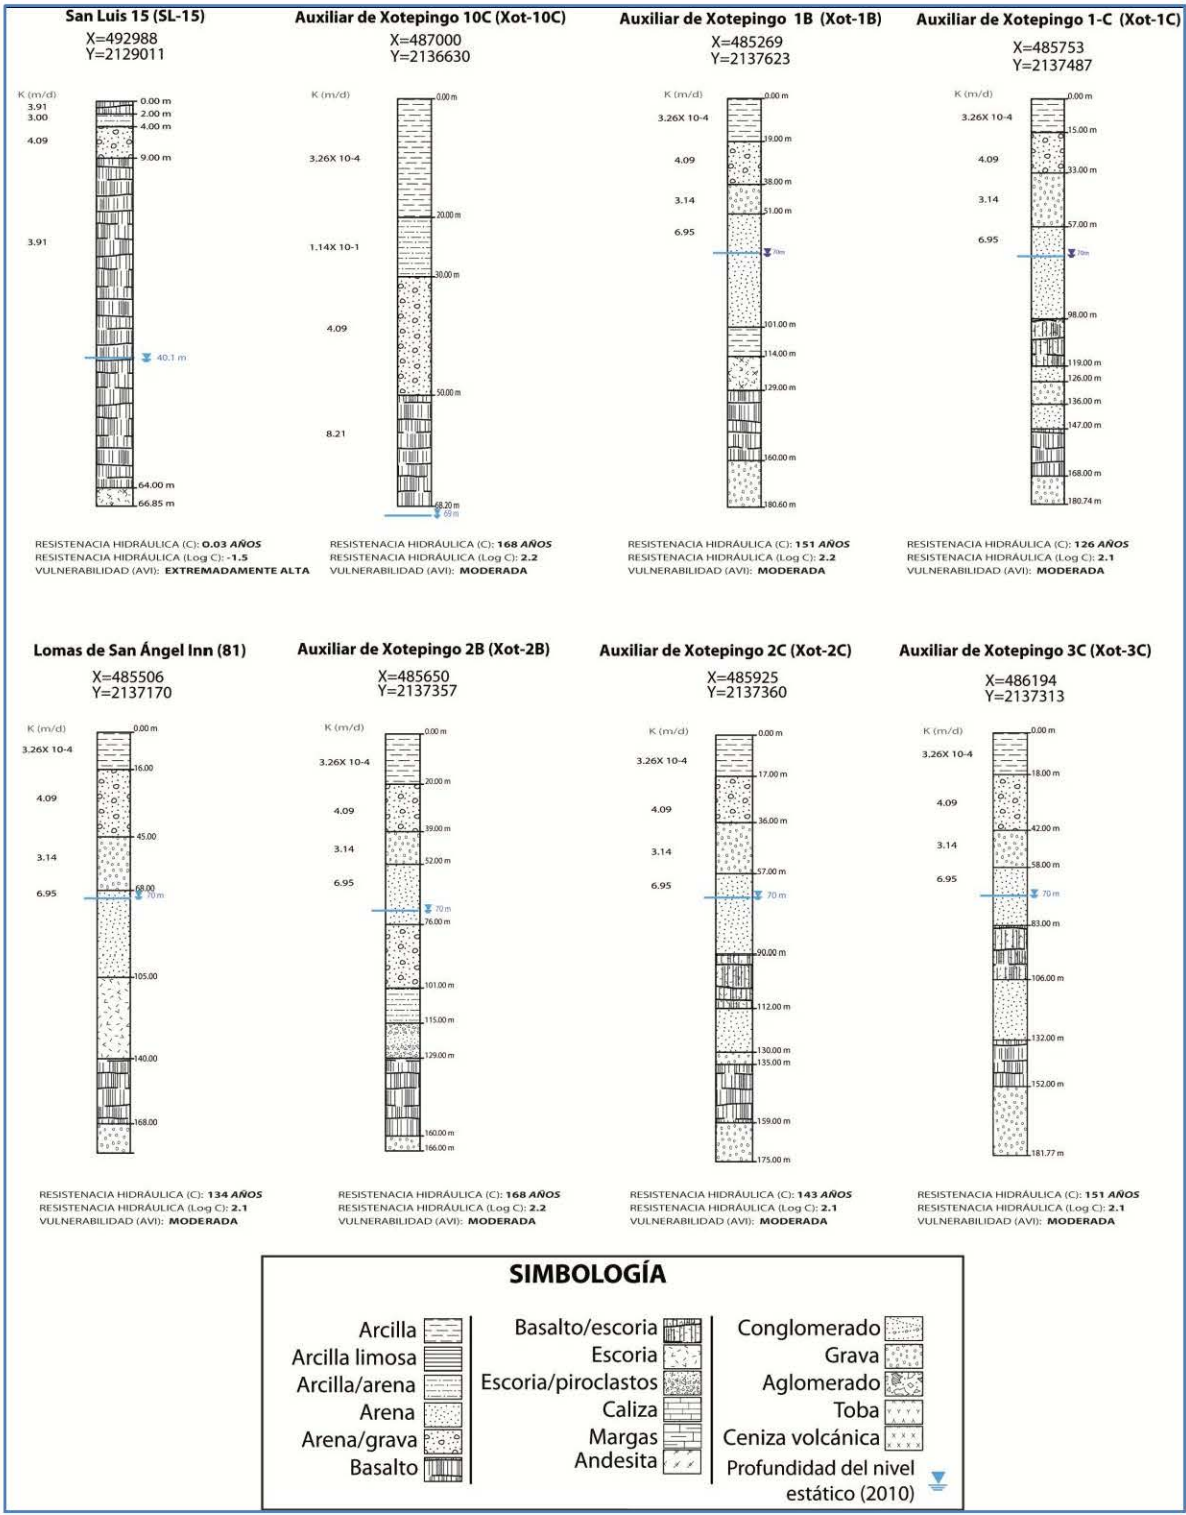 San Luis 15 (SL-15)
X=492988
Y=2129011
K (m/d)
3.91
3.00
4.09
3.91
0.00 m
2.00 m
4.00 m
9.00 m
40.1 m
64.00 m
66.85 m
RESISTENACIA HIDRÁULICA (C): 0.03 AÑOS
RESISTENACIA HIDRÁULICA (Log C): -1.5
VULNERABILIDAD (AVI): EXTREMADAMENTE ALTA
Auxiliar de Xotepingo 10C (Xot-10C)
X=487000
Y=2136630
K (m/d)
3.26X 10-4
1.14X 10-1
4.09
8.21
0.00 m
20.00 m
30.00 m
50.00 m
68.20 m
69 m
RESISTENACIA HIDRÁULICA (C): 168 AÑOS
RESISTENACIA HIDRÁULICA (Log C): 2.2
VULNERABILIDAD (AVI): MODERADA
Auxiliar de Xotepingo 1B (Xot-1B)
X=485269
Y=2137623
K (m/d)
3.26X 10-4
4.09
3.14
6.95
0.00 m
19.00 m
38.00 m
51.00 m
70m
101.00 m
114.00 m
129.00 m
160.00 m
180.60 m
RESISTENACIA HIDRÁULICA (C): 151 AÑOS
RESISTENACIA HIDRÁULICA (Log C): 2.2
VULNERABILIDAD (AVI): MODERADA
Auxiliar de Xotepingo 1-C (Xot-1C)
X=485753
Y=2137487
K (m/d)
3.26X 10-4
4.09
3.14
6.95
0.00 m
15.00 m
33.00 m
57.00 m
70m
98.00 m
119.00 m
126.00 m
136.00 m
147.00 m
168.00 m
180.74 m
RESISTENACIA HIDRÁULICA (C): 126 AÑOS
RESISTENACIA HIDRÁULICA (Log C): 2.1
VULNERABILIDAD (AVI): MODERADA
Lomas de San Ángel Inn (81)
X=485506
Y=2137170
K (m/d)
3.26X 10-4
4.09
3.14
6.95
0.00 m
16.00
45.00
68.00
70 m
105.00
140.00
168.00
RESISTENACIA HIDRÁULICA (C): 134 AÑOS
RESISTENACIA HIDRÁULICA (Log C): 2.1
VULNERABILIDAD (AVI): MODERADA
Auxiliar de Xotepingo 2B (Xot-2B)
X=485650
Y=2137357
K (m/d)
3.26X 10-4
4.09
3.14
6.95
0.00 m
20.00 m
39.00 m
52.00 m
70 m
76.00 m
101.00 m
115.00 m
129.00 m
160.00 m
166.00 m
RESISTENACIA HIDRÁULICA (C): 168 AÑOS
RESISTENACIA HIDRÁULICA (Log C): 2.2
VULNERABILIDAD (AVI): MODERADA
Auxiliar de Xotepingo 2C (Xot-2C)
X=485925
Y=2137360
K (m/d)
3.26X 10-4
4.09
3.14
6.95
0.00 m
17.00 m
36.00 m
57.00 m
70 m
90.00 m
112.00 m
130.00 m
135.00 m
159.00 m
175.00 m
RESISTENACIA HIDRÁULICA (C): 143 AÑOS
RESISTENACIA HIDRÁULICA (Log C): 2.1
VULNERABILIDAD (AVI): MODERADA
Auxiliar de Xotepingo 3C (Xot-3C)
X=486194
Y=2137313
K (m/d)
3.26X 10-4
4.09
3.14
6.95
0.00 m
18.00 m
42.00 m
58.00 m
70 m
83.00 m
106.00 m
132.00 m
152.00 m
181.77 m
RESISTENACIA HIDRÁULICA (C): 151 AÑOS
RESISTENACIA HIDRÁULICA (Log C): 2.1
VULNERABILIDAD (AVI): MODERADA
SIMBOLOGÍA
Arcilla
Arcilla limosa
Arcilla/arena
Arena
Arena/grava
Basalto
Basalto/escoria
Escoria
Escoria/piroclastos
Caliza
Margas
Andesita
Conglomerado
Grava
Aglomerado
Toba
Ceniza volcánica
Profundidad del nivel
estático (2010)